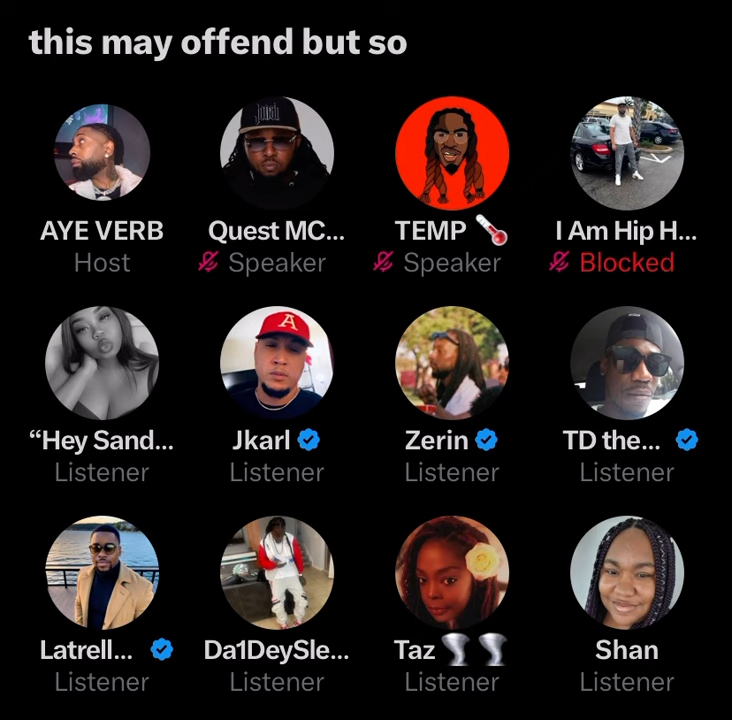 this may offend but so
AYE VERB
Quest MC...
TEMP 🌡️
I Am Hip H...
Host
Speaker
Speaker
Blocked
“Hey Sand...
Jkarl
Zerin
TD the...
Listener
Listener
Listener
Listener
Latrell...
Da1DeySle...
Taz 🌪️🌪️
Shan
Listener
Listener
Listener
Listener
A